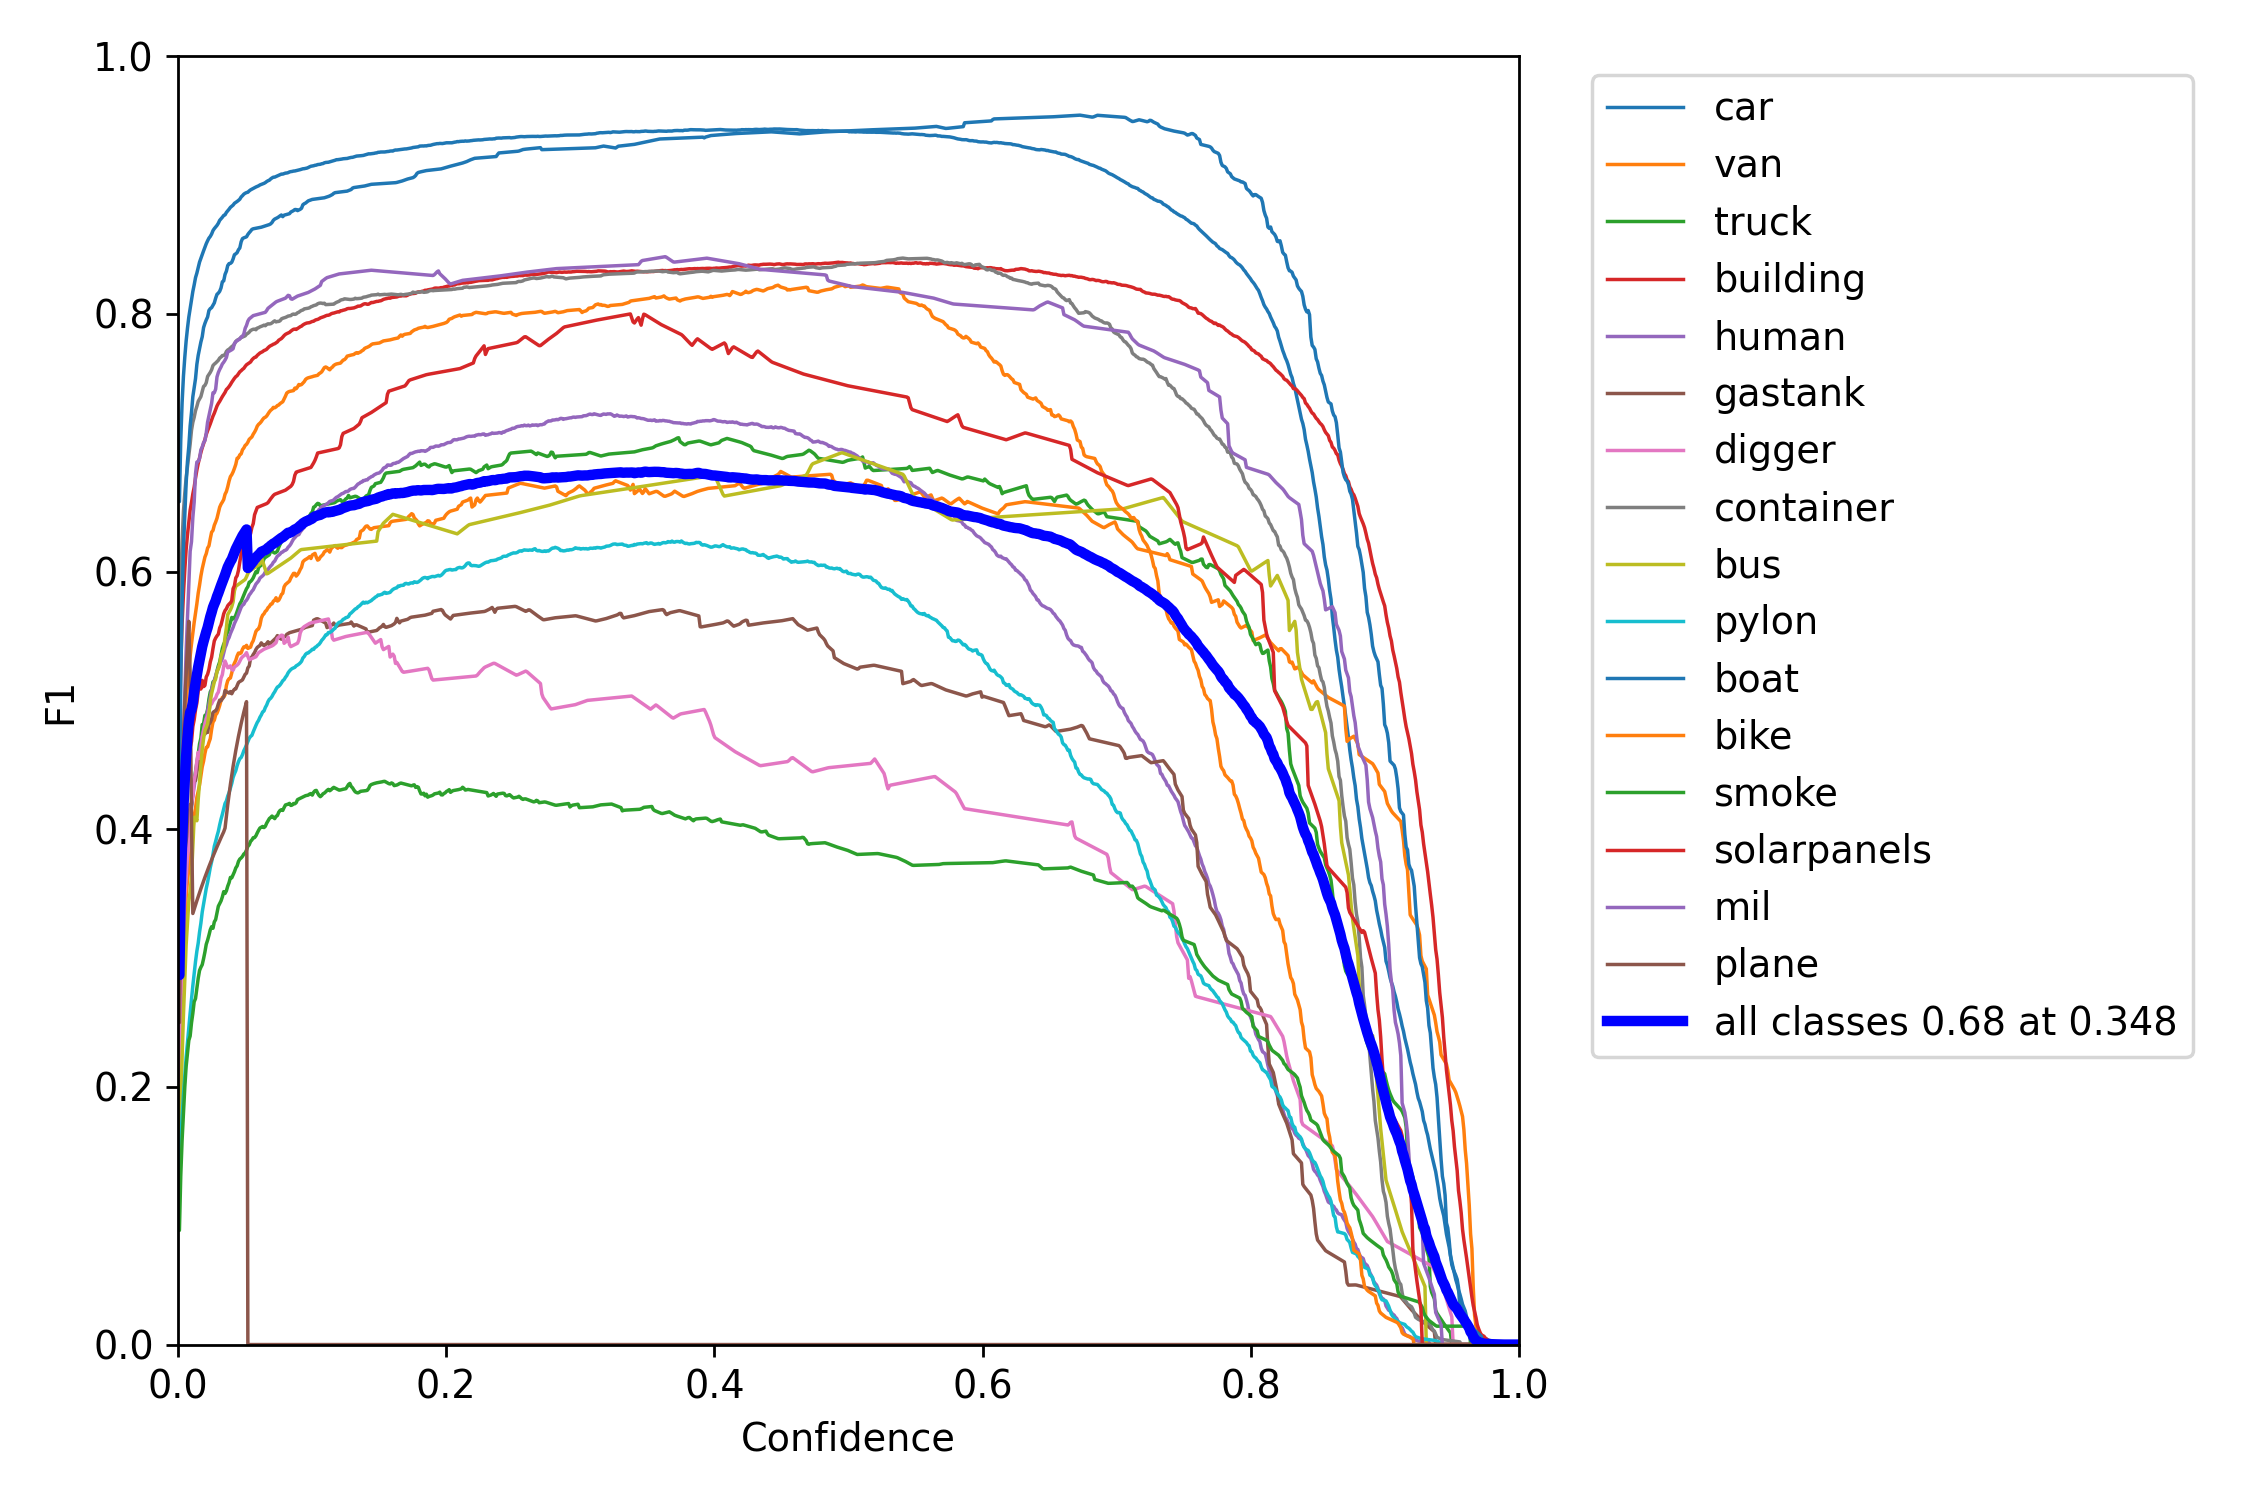 1.0
0.8
0.6
0.4
0.2
0.0
F1
0.0 0.2 0.4 0.6 0.8 1.0
Confidence
car
van
truck
building
human
gastank
digger
container
bus
pylon
boat
bike
smoke
solarpanels
mil
plane
all classes 0.68 at 0.348